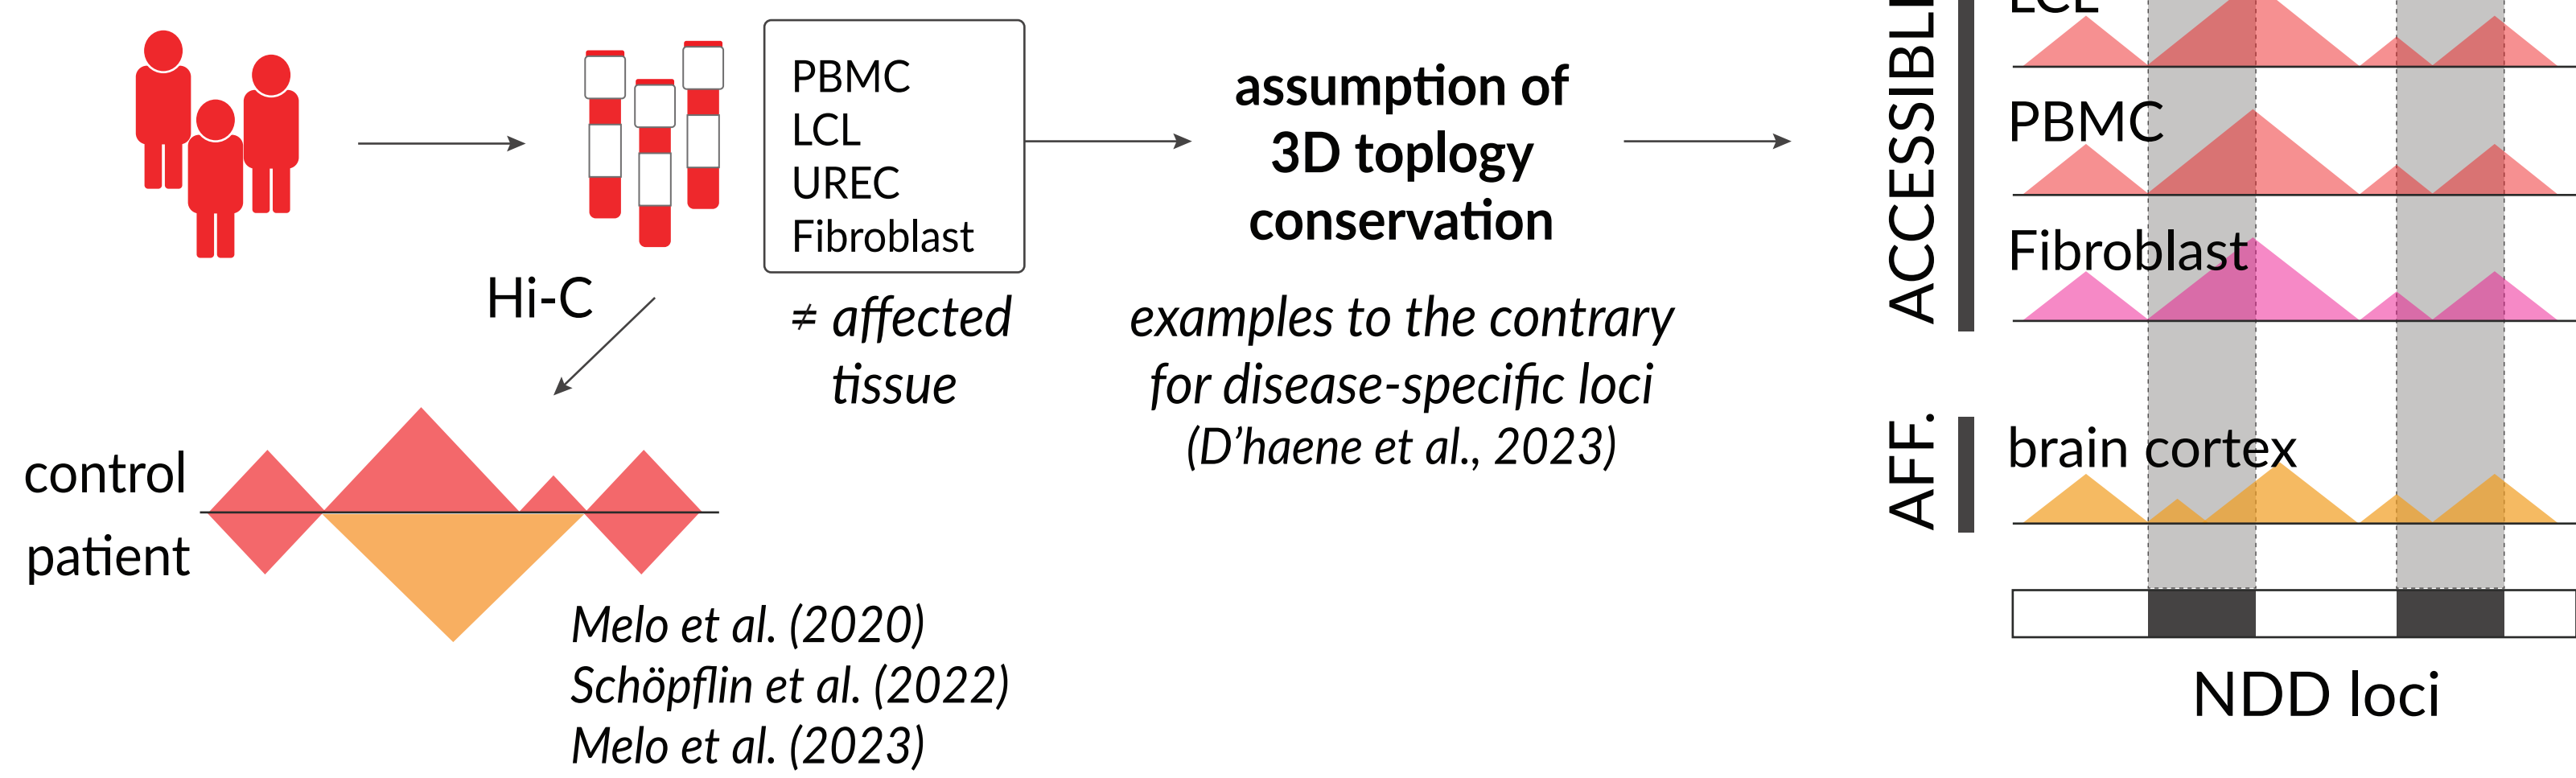 PBMC
LCL
UREC
Fibroblast
≠ affected
tissue
Hi-C
control
patient
Melo et al. (2020)
Schöpflin et al. (2022)
Melo et al. (2023)
assumption of
3D toplogy
conservation
examples to the contrary
for disease-specific loci
(D’haene et al., 2023)
ACCESSIBL
LCL
PBMC
Fibroblast
AFF.
brain cortex
NDD loci